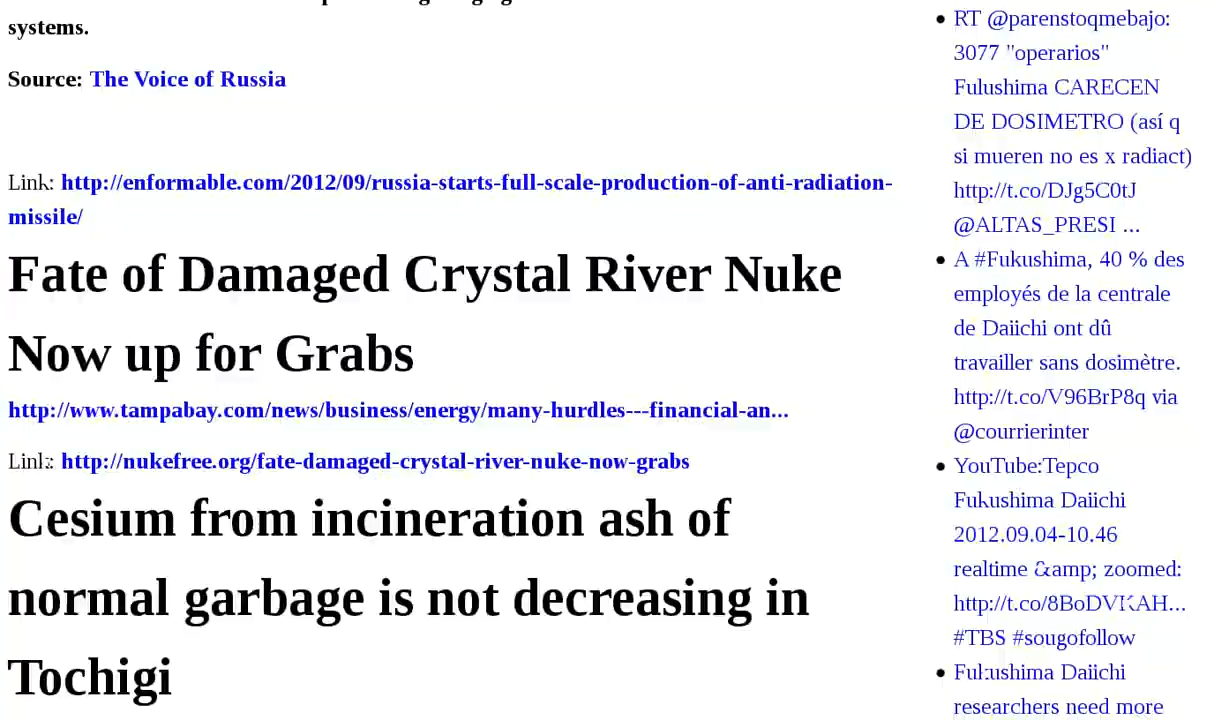 systems.
Source: The Voice of Russia
Link: http://enformable.com/2012/09/russia-starts-full-scale-production-of-anti-radiation-
missile/
Fate of Damaged Crystal River Nuke
Now up for Grabs
http://www.tampabay.com/news/business/energy/many-hurdles---financial-an...
Link: http://nukefree.org/fate-damaged-crystal-river-nuke-now-grabs
Cesium from incineration ash of
normal garbage is not decreasing in
Tochigi
• RT @parenstoqmebajo:
3077 "operarios"
Fulushima CARECEN
DE DOSIMETRO (así q
si mueren no es x radiact)
http://t.co/DJg5C0tJ
@ALTAS_PRESI ...
• A #Fukushima, 40 % des
employés de la centrale
de Daiichi ont dû
travailler sans dosimètre.
http://t.co/V96BrP8q via
@courrierinter
• YouTube:Tepco
Fukushima Daiichi
2012.09.04-10.46
realtime &amp; zoomed:
http://t.co/8BoDVKAH...
#TBS #sougofollow
• Fukushima Daiichi
researchers need more